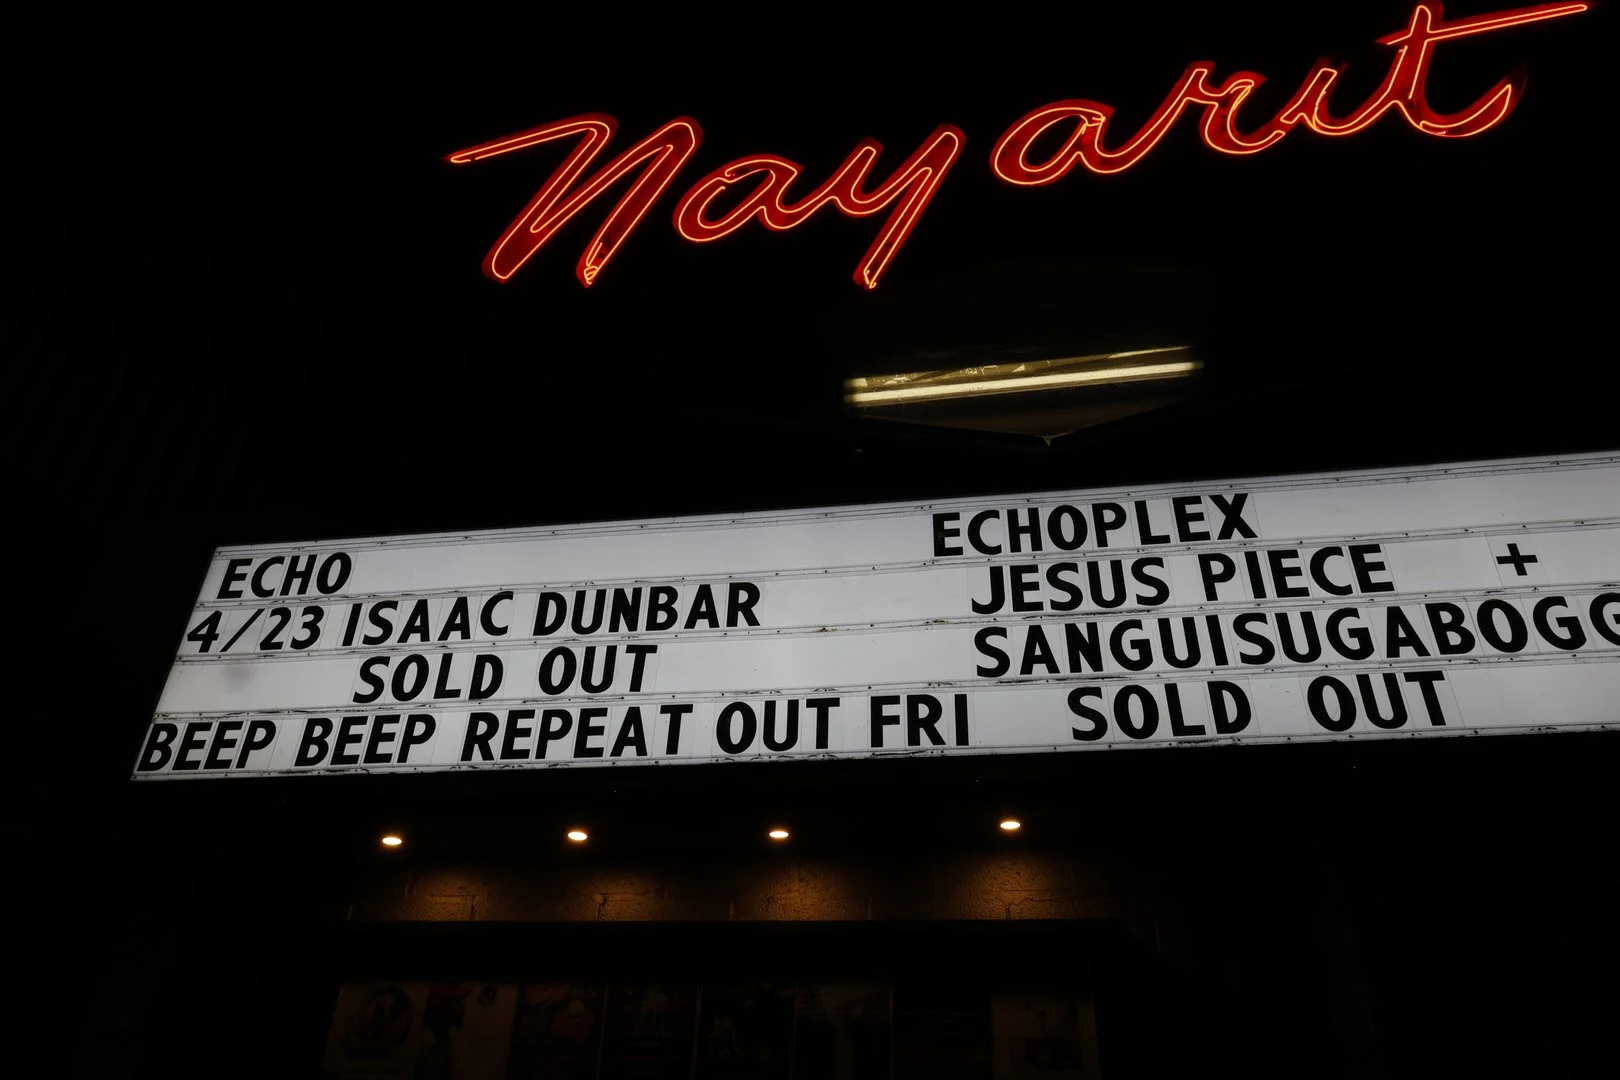 Nayarit
ECHO
4/23 ISAAC DUNBAR
SOLD OUT
BEEP BEEP REPEAT OUT FRI
ECHOPLEX
JESUS PIECE +
SANGUISUGABOGG
SOLD OUT